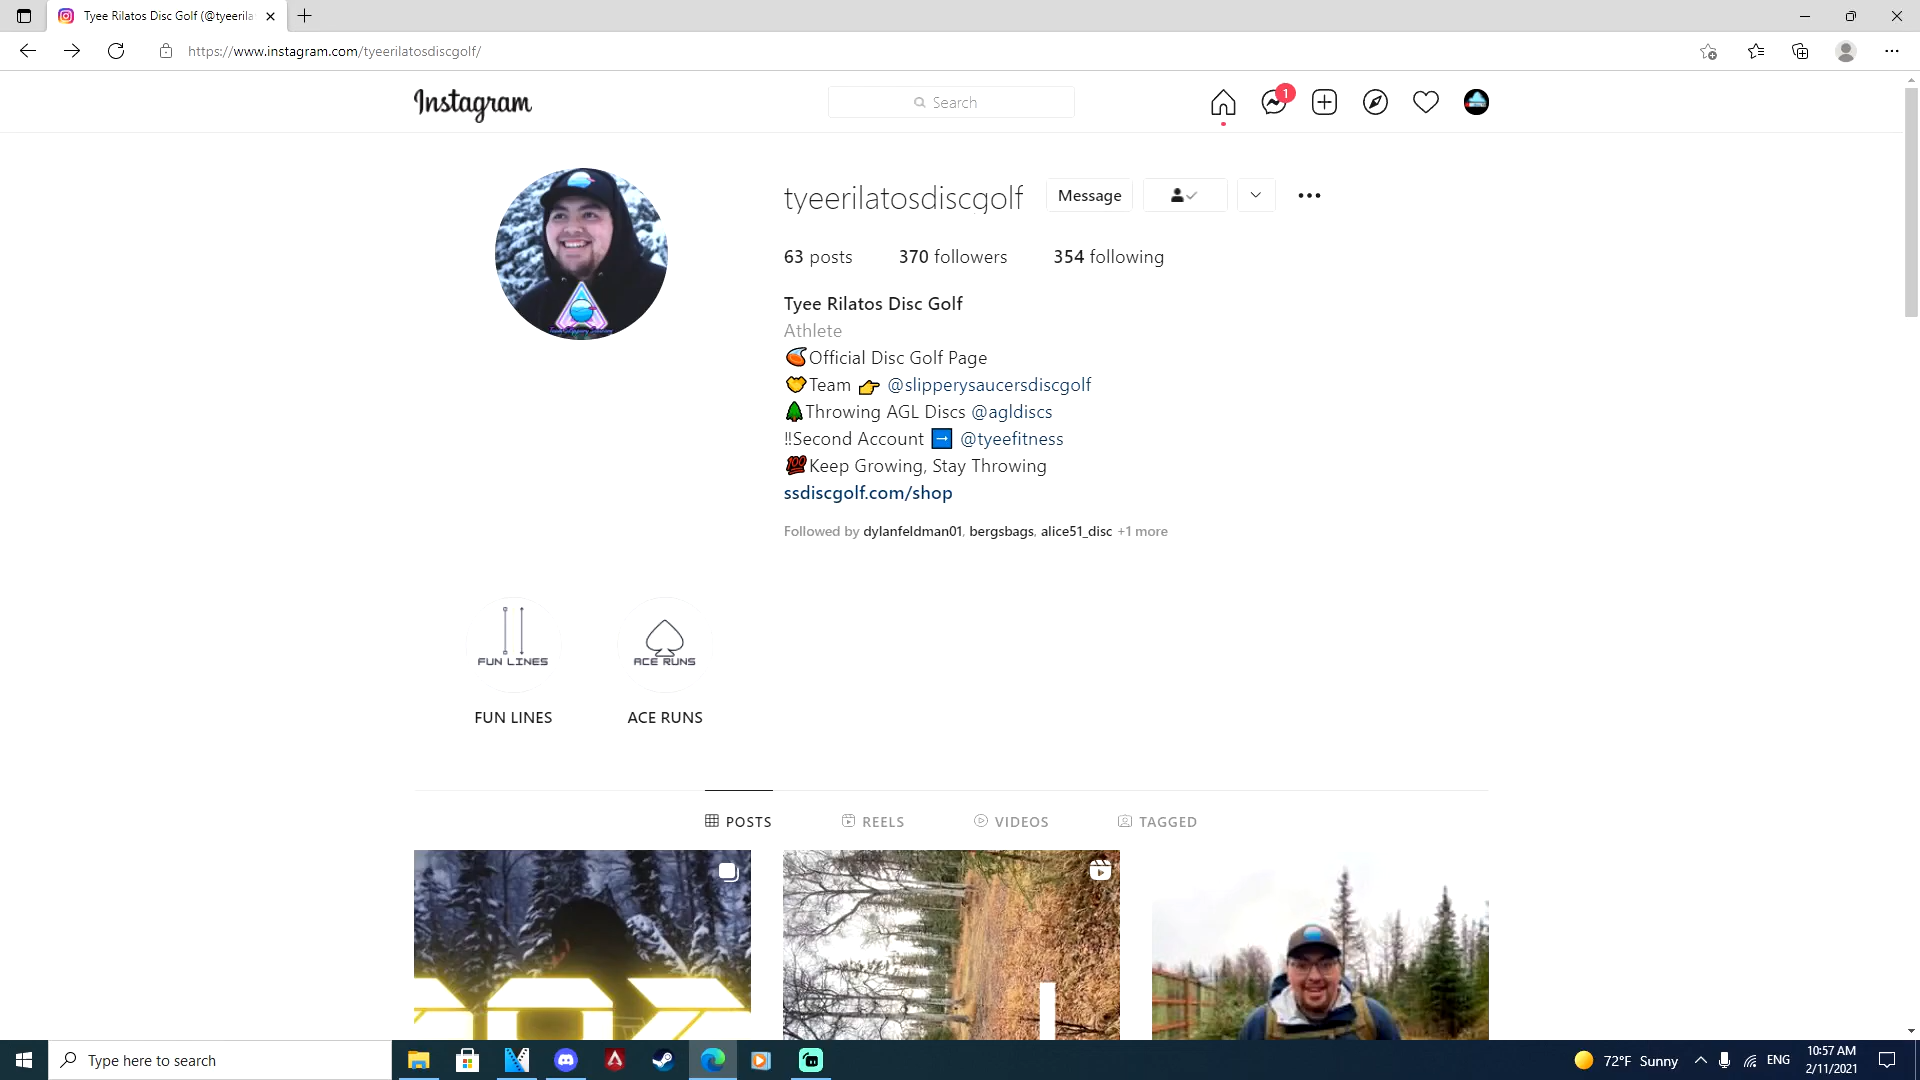 Tyee Rilatos Disc Golf (@tyeerila
https://www.instagram.com/tyeerilatosdiscgolf/
Instagram
Search
1
tyeerilatosdiscgolf
Message
63 posts
370 followers
354 following
Tyee Rilatos Disc Golf
Athlete
Official Disc Golf Page
Team 👉 @slipperysaucersdiscgolf
🌲Throwing AGL Discs @agldiscs
‼Second Account ➡ @tyeefitness
💯Keep Growing, Stay Throwing
ssdiscgolf.com/shop
Followed by dylanfeldman01, bergsbags, alice51_disc +1 more
FUN LINES
ACE RUNS
FUN LINES
ACE RUNS
POSTS
REELS
VIDEOS
TAGGED
Type here to search
72°F Sunny
ENG
10:57 AM
2/11/2021